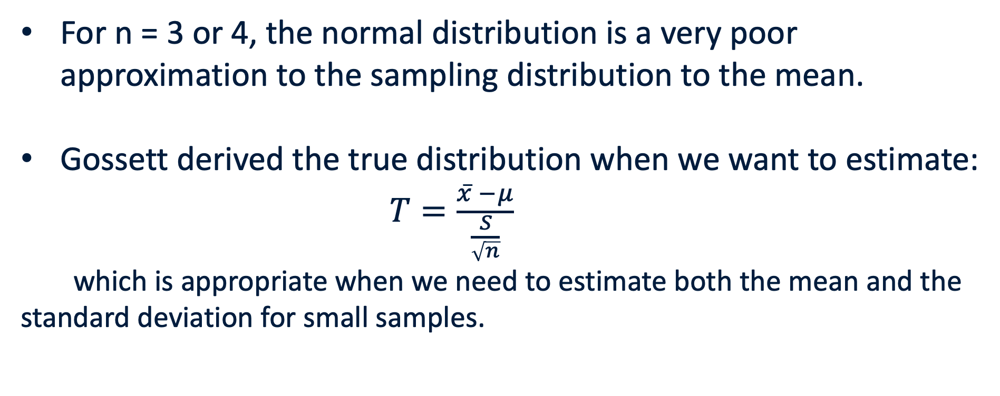 • For n = 3 or 4, the normal distribution is a very poor
approximation to the sampling distribution to the mean.
• Gossett derived the true distribution when we want to estimate:
T = \frac{\bar{x} - \mu}{\frac{S}{\sqrt{n}}}
which is appropriate when we need to estimate both the mean and the
standard deviation for small samples.